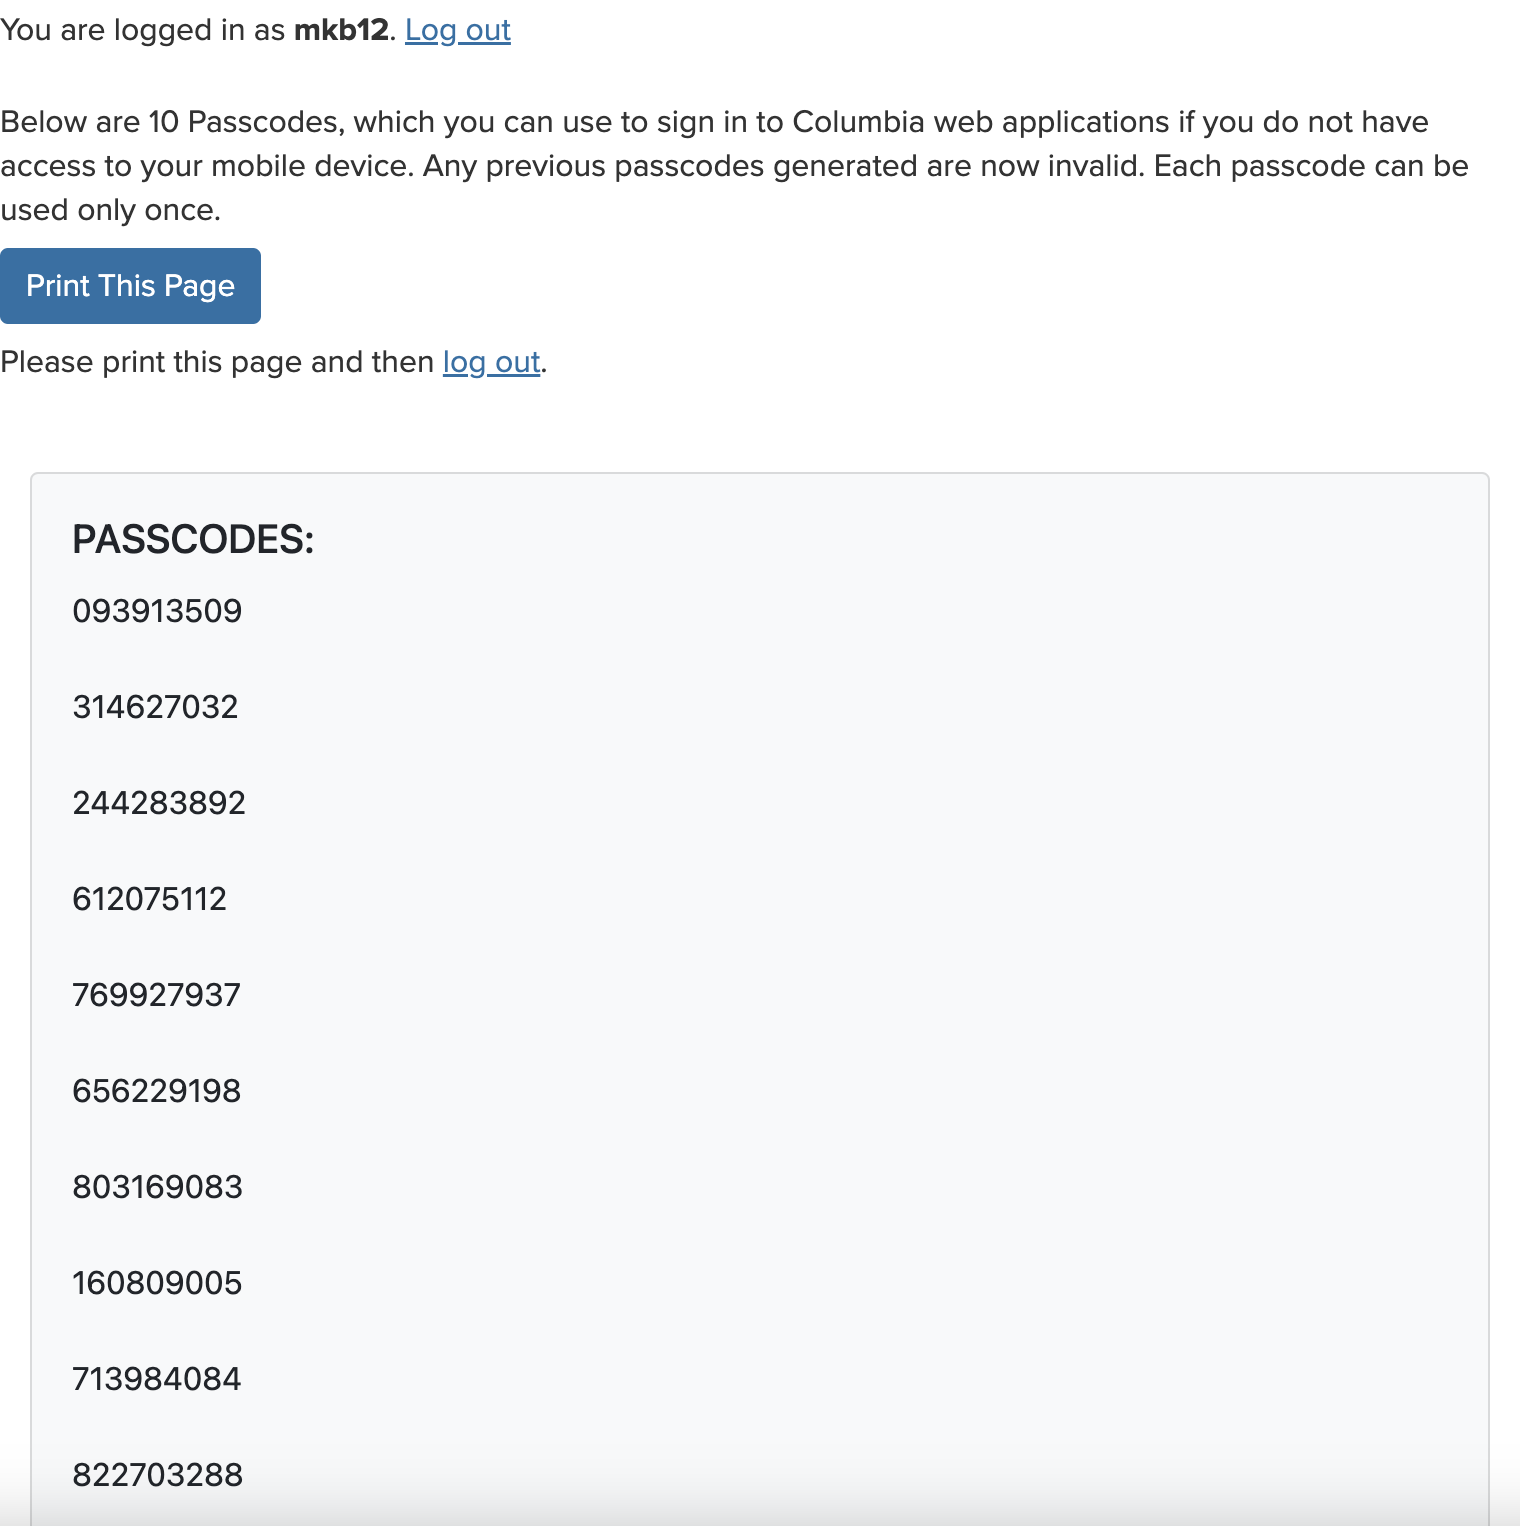 You are logged in as mkb12. Log out
Below are 10 Passcodes, which you can use to sign in to Columbia web applications if you do not have
access to your mobile device. Any previous passcodes generated are now invalid. Each passcode can be
used only once.
Print This Page
Please print this page and then log out.
PASSCODES:
093913509
314627032
244283892
612075112
769927937
656229198
803169083
160809005
713984084
822703288